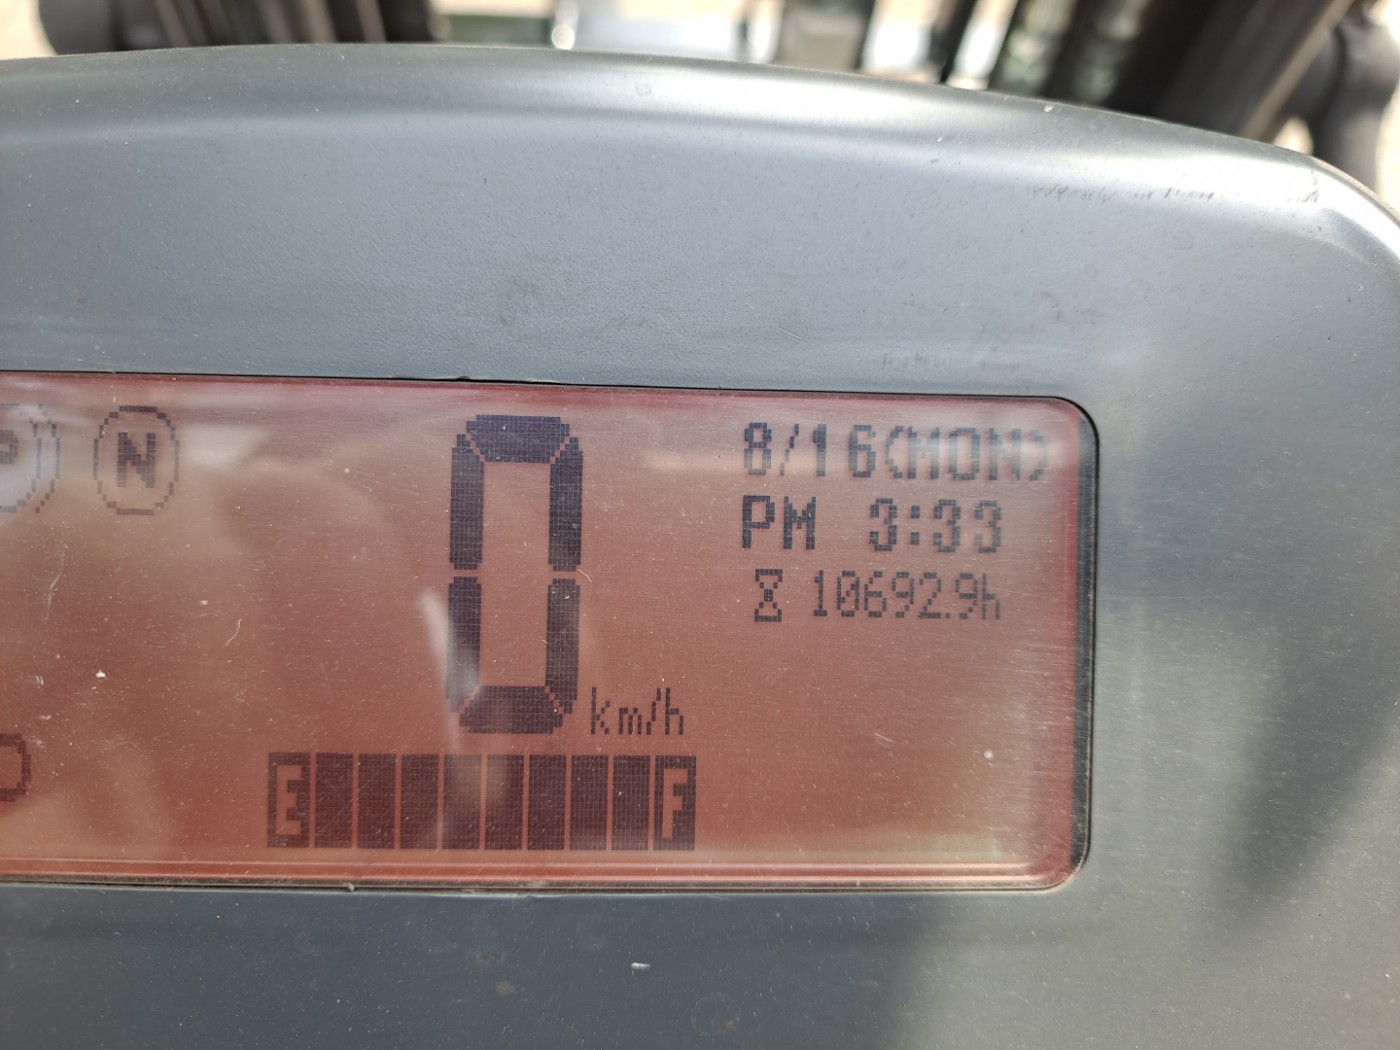 P N
0 km/h
8/16(MON)
PM 3:33
10692.9h
E F